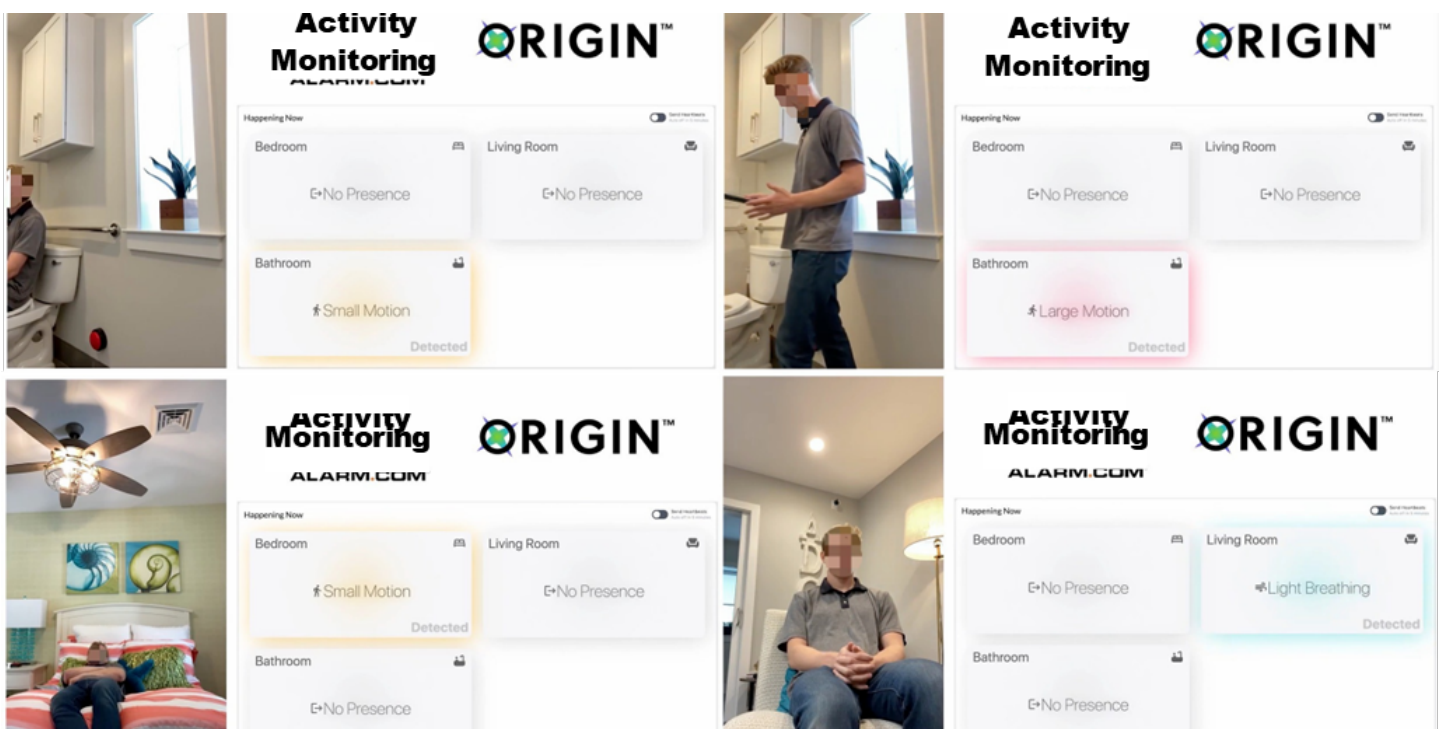 Activity
Monitoring
ALARM.COM
ORIGIN™
Happening Now
Bedroom
Living Room
No Presence
No Presence
Bathroom
Small Motion
Detected
Activity
Monitoring
ORIGIN™
Happening Now
Bedroom
Living Room
No Presence
No Presence
Bathroom
Large Motion
Detected
Activity
Monitoring
ALARM.COM
ORIGIN™
Happening Now
Bedroom
Living Room
Small Motion
No Presence
Detected
Bathroom
No Presence
Activity
Monitoring
ALARM.COM
ORIGIN™
Happening Now
Bedroom
Living Room
No Presence
Light Breathing
Detected
Bathroom
No Presence